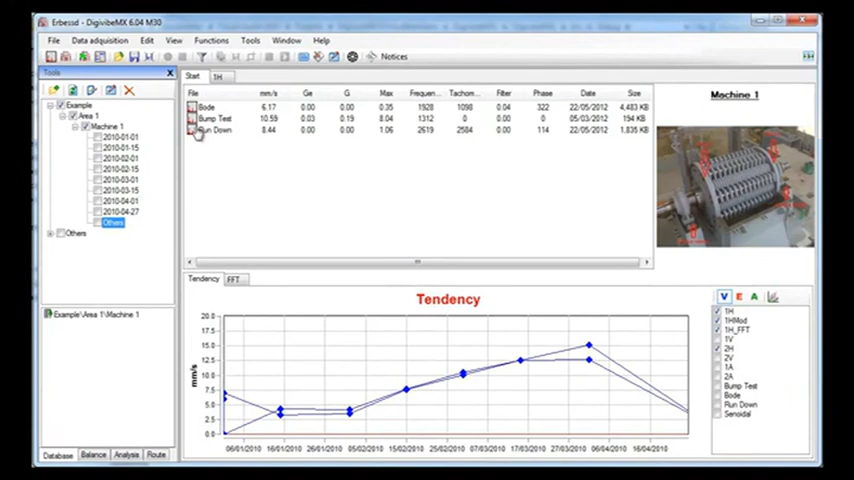 Erbessd - DigivibeMX 6.04 M30
File Data adquisition Edit View Functions Tools Window Help
Notices
Tools X
Start 1H
File mm/s Ge G Max Frequen... Tachom... Filter Phase Date Size
Bode 6.17 0.00 0.00 0.35 1928 1098 0.04 322 22/05/2012 4,483 KB
Bump Test 10.59 0.03 0.19 8.04 1312 0 0.00 0 05/03/2012 194 KB
Run Down 8.44 0.00 0.00 1.06 2619 2584 0.00 114 22/05/2012 1,835 KB
Machine 1
Example
Area 1
Machine 1
2010-01-01
2010-01-15
2010-02-01
2010-02-15
2010-03-01
2010-03-15
2010-04-01
2010-04-27
Others
Others
Example\Area 1\Machine 1
Tendency FFT
Tendency
mm/s
20.0
17.5
15.0
12.5
10.0
7.5
5.0
2.5
0.0
06/01/2010 16/01/2010 26/01/2010 05/02/2010 15/02/2010 25/02/2010 07/03/2010 17/03/2010 27/03/2010 06/04/2010 16/04/2010
V E A
1H
1HMod
1H_FFT
1V
2H
2V
1A
2A
Bump Test
Bode
Run Down
Senoidal
Database Balance Analysis Route